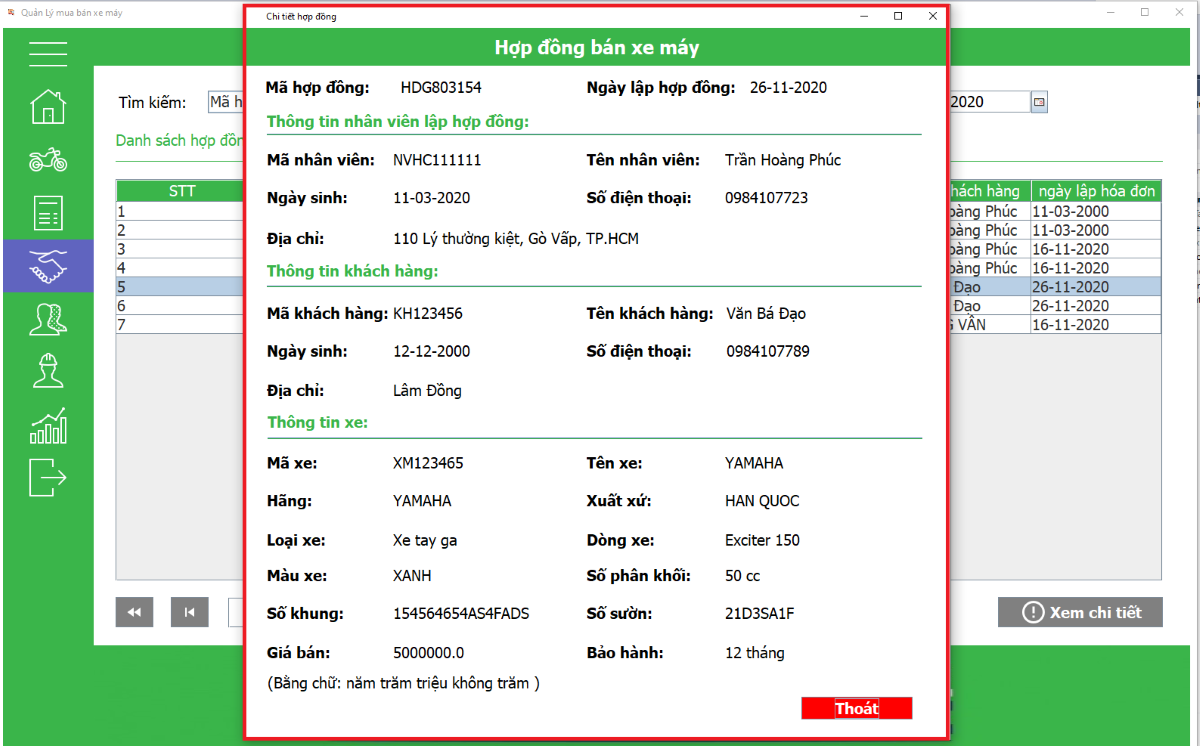 Quản Lý mua bán xe máy
Chi tiết hợp đồng
Hợp đồng bán xe máy
Mã hợp đồng: HDG803154 Ngày lập hợp đồng: 26-11-2020
Thông tin nhân viên lập hợp đồng:
Mã nhân viên: NVHC111111 Tên nhân viên: Trần Hoàng Phúc
Ngày sinh: 11-03-2020 Số điện thoại: 0984107723
Địa chỉ: 110 Lý thường kiệt, Gò Vấp, TP.HCM
Thông tin khách hàng:
Mã khách hàng: KH123456 Tên khách hàng: Văn Bá Đạo
Ngày sinh: 12-12-2000 Số điện thoại: 0984107789
Địa chỉ: Lâm Đồng
Thông tin xe:
Mã xe: XM123465 Tên xe: YAMAHA
Hãng: YAMAHA Xuất xứ: HAN QUOC
Loại xe: Xe tay ga Dòng xe: Exciter 150
Màu xe: XANH Số phân khối: 50 cc
Số khung: 154564654AS4FADS Số sườn: 21D3SA1F
Giá bán: 5000000.0 Bảo hành: 12 tháng
(Bằng chữ: năm trăm triệu không trăm )
Thoát
Tìm kiếm: Mã h 2020
Danh sách hợp đồn
STT hách hàng ngày lập hóa đơn
1 oàng Phúc 11-03-2000
2 oàng Phúc 11-03-2000
3 oàng Phúc 16-11-2020
4 oàng Phúc 16-11-2020
5 Đạo 26-11-2020
6 Đạo 26-11-2020
7 VÂN 16-11-2020
Xem chi tiết